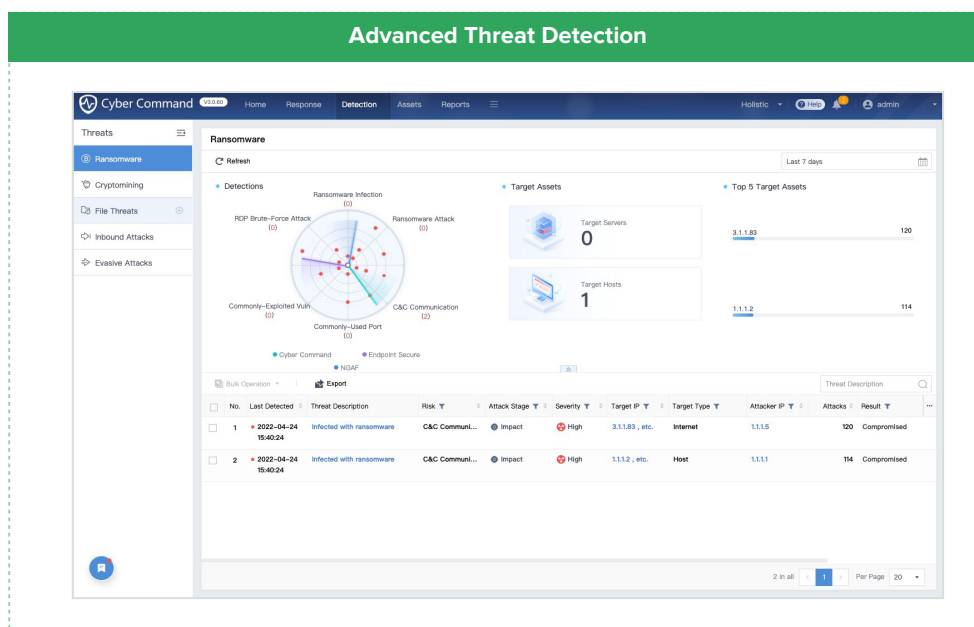 Advanced Threat Detection
Cyber Command V3.0.60 Home Response Detection Assets Reports Holistic Help 2 admin
Threats
Ransomware
Cryptomining
File Threats
Inbound Attacks
Evasive Attacks
Ransomware
Refresh Last 7 days
Detections Target Assets Top 5 Target Assets
Ransomware Infection
(0)
RDP Brute-Force Attack
(0)
Ransomware Attack
(0)
Commonly-Exploited Vuln
(0)
C&C Communication
(2)
Commonly-Used Port
(0)
Cyber Command Endpoint Secure
NGAF
Target Servers
0
Target Hosts
1
3.1.1.83 120
1.1.1.2 114
Bulk Operation Export Threat Description
No. Last Detected Threat Description Risk Attack Stage Severity Target IP Target Type Attacker IP Attacks Result
1 2022-04-24 15:40:24 Infected with ransomware C&C Communi... Impact High 3.1.1.83 , etc. Internet 1.1.1.5 120 Compromised
2 2022-04-24 15:40:24 Infected with ransomware C&C Communi... Impact High 1.1.1.2 , etc. Host 1.1.1.1 114 Compromised
2 in all 1 Per Page 20